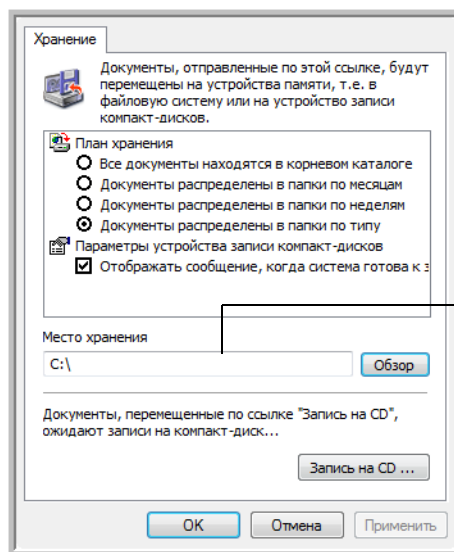 Хранение
Документы, отправленные по этой ссылке, будут
перемещены на устройства памяти, т.е. в
файловую систему или на устройство записи
компакт-дисков.
План хранения
Все документы находятся в корневом каталоге
Документы распределены в папки по месяцам
Документы распределены в папки по неделям
Документы распределены в папки по типу
Параметры устройства записи компакт-дисков
Отображать сообщение, когда система готова к з
Место хранения
C:\
Обзор
Документы, перемещенные по ссылке "Запись на CD",
ожидают записи на компакт-диск...
Запись на CD ...
OK
Отмена
Применить